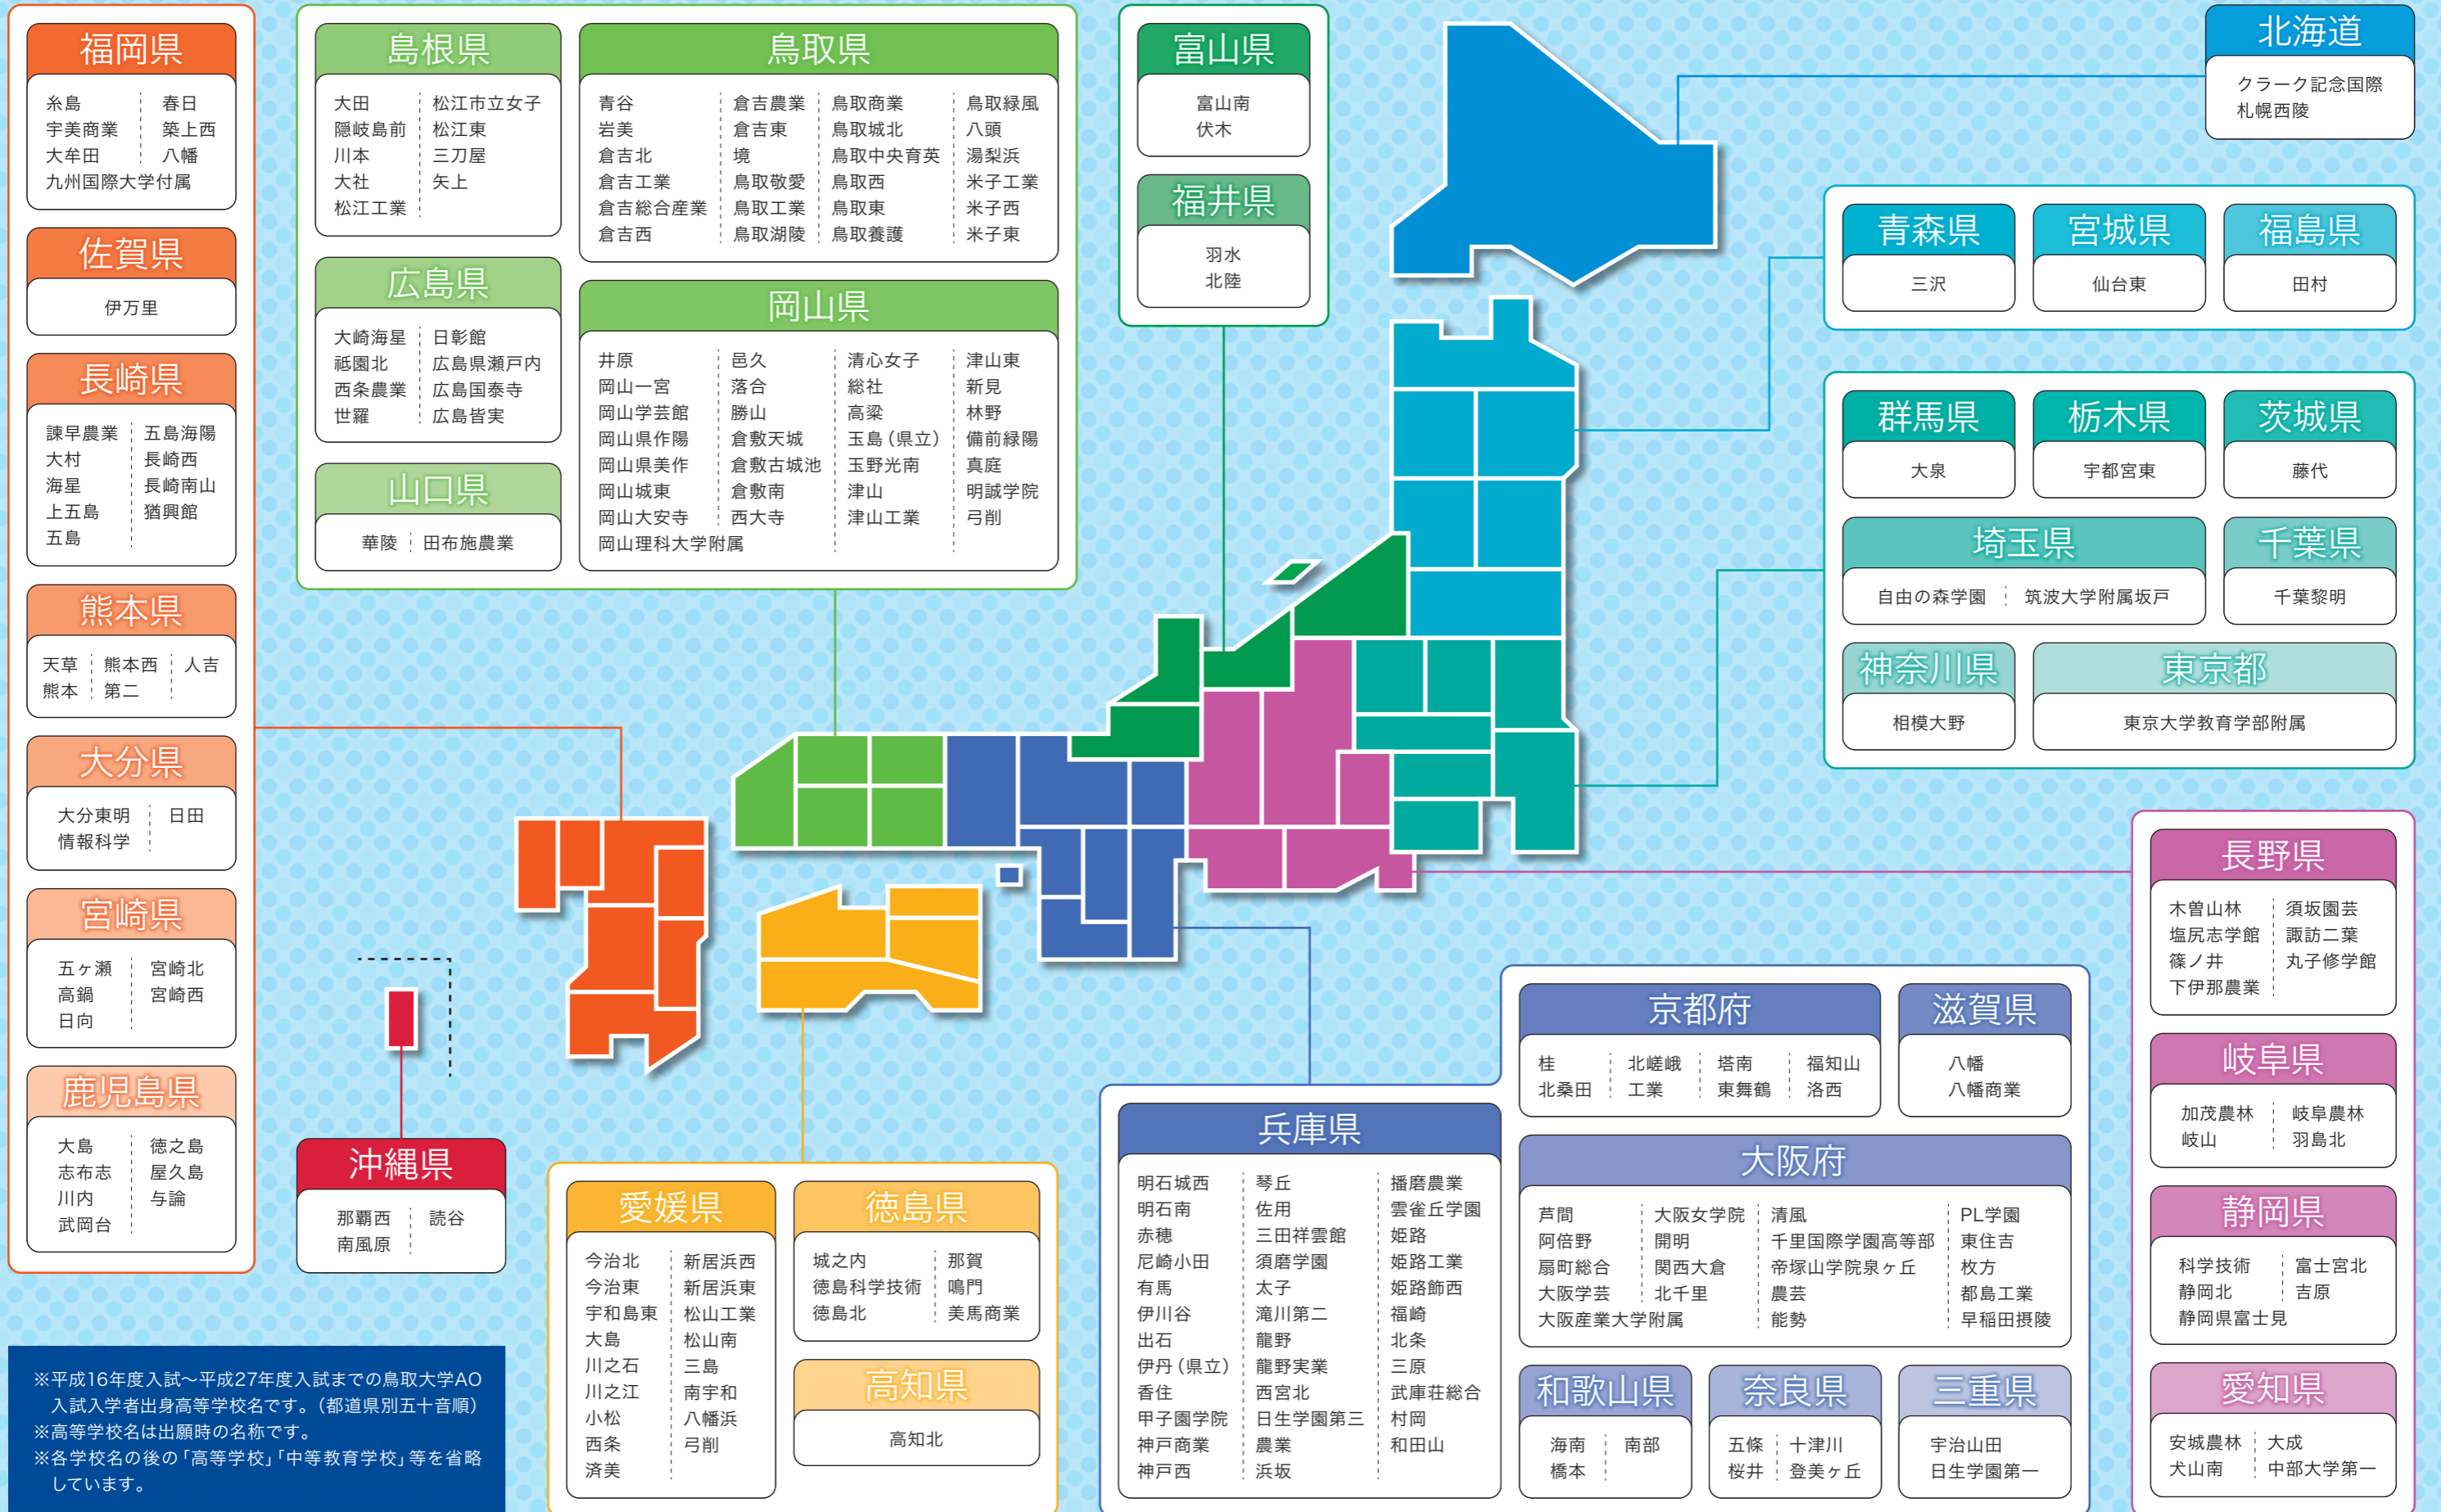 福岡県
糸島 春日
宇美商業 築上西
大牟田 八幡
九州国際大学付属
佐賀県
伊万里
長崎県
諫早農業 五島海陽
大村 長崎西
海星 長崎南山
上五島 猶興館
五島
熊本県
天草 熊本西 人吉
熊本 第二
大分県
大分東明 日田
情報科学
宮崎県
五ヶ瀬 宮崎北
高鍋 宮崎西
日向
鹿児島県
大島 徳之島
志布志 屋久島
川内 与論
武岡台
島根県
大田 松江市立女子
隠岐島前 松江東
川本 三刀屋
大社 矢上
松江工業
鳥取県
青谷 倉吉農業 鳥取商業 鳥取緑風
岩美 倉吉東 鳥取城北 八頭
倉吉北 境 鳥取中央育英 湯梨浜
倉吉工業 鳥取敬愛 鳥取西 米子工業
倉吉総合産業 鳥取工業 鳥取東 米子西
倉吉西 鳥取湖陵 鳥取養護 米子東
広島県
大崎海星 日彰館
祗園北 広島県瀬戸内
西条農業 広島国泰寺
世羅 広島皆実
岡山県
井原 邑久 清心女子 津山東
岡山一宮 落合 総社 新見
岡山学芸館 勝山 高梁 林野
岡山県作陽 倉敷天城 玉島（県立） 備前緑陽
岡山県美作 倉敷古城池 玉野光南 真庭
岡山城東 倉敷南 津山 明誠学院
岡山大安寺 西大寺 津山工業 弓削
岡山理科大学附属
山口県
華陵 田布施農業
富山県
富山南
伏木
福井県
羽水
北陸
北海道
クラーク記念国際
札幌西陵
青森県
三沢
宮城県
仙台東
福島県
田村
群馬県
大泉
栃木県
宇都宮東
茨城県
藤代
埼玉県
自由の森学園 筑波大学附属坂戸
千葉県
千葉黎明
神奈川県
相模大野
東京都
東京大学教育学部附属
長野県
木曽山林 須坂園芸
塩尻志学館 諏訪二葉
篠ノ井 丸子修学館
下伊那農業
岐阜県
加茂農林 岐阜農林
岐山 羽島北
静岡県
科学技術 富士宮北
静岡北 吉原
静岡県富士見
愛知県
安城農林 大成
犬山南 中部大学第一
京都府
桂 北嵯峨 塔南 福知山
北桑田 工業 東舞鶴 洛西
滋賀県
八幡
八幡商業
兵庫県
明石城西 琴丘 播磨農業
明石南 佐用 雲雀丘学園
赤穂 三田祥雲館 姫路
尼崎小田 須磨学園 姫路工業
有馬 太子 姫路飾西
伊川谷 滝川第二 福崎
出石 龍野 北条
伊丹（県立） 龍野実業 三原
香住 西宮北 武庫荘総合
甲子園学院 日生学園第三 村岡
神戸商業 農業 和田山
神戸西 浜坂
大阪府
芦間 大阪女学院 清風 PL学園
阿倍野 開明 千里国際学園高等部 東住吉
扇町総合 関西大倉 帝塚山学院泉ヶ丘 枚方
大阪学芸 北千里 農芸 都島工業
大阪産業大学附属 能勢 早稲田摂陵
和歌山県
海南 南部
橋本
奈良県
五條 十津川
桜井 登美ヶ丘
三重県
宇治山田
日生学園第一
沖縄県
那覇西 読谷
南風原
愛媛県
今治北 新居浜西
今治東 新居浜東
宇和島東 松山工業
大島 松山南
川之石 三島
川之江 南宇和
小松 八幡浜
西条 弓削
済美
徳島県
城之内 那賀
徳島科学技術 鳴門
徳島北 美馬商業
高知県
高知北
※平成16年度入試～平成27年度入試までの鳥取大学AO
入試入学者出身高等学校名です。（都道県別五十音順）
※高等学校名は出願時の名称です。
※各学校名の後の「高等学校」「中等教育学校」等を省略
しています。